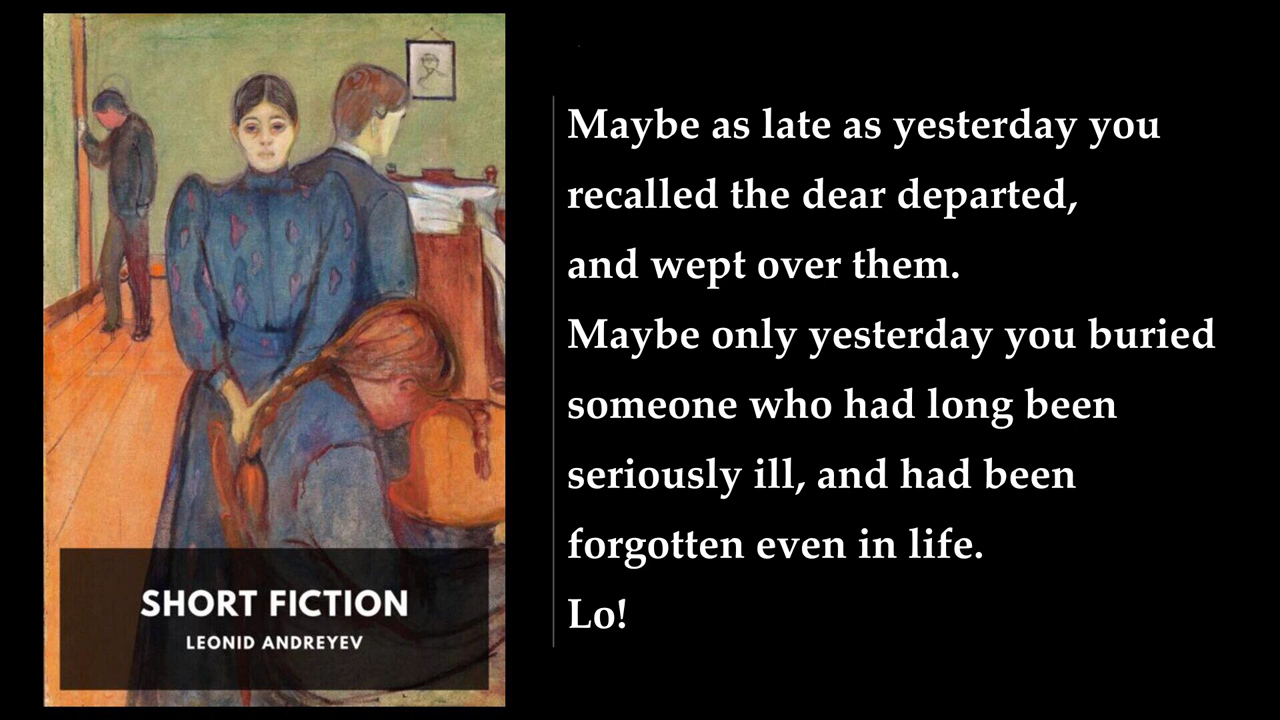 SHORT FICTION
LEONID ANDREYEV
Maybe as late as yesterday you
recalled the dear departed,
and wept over them.
Maybe only yesterday you buried
someone who had long been
seriously ill, and had been
forgotten even in life.
Lo!